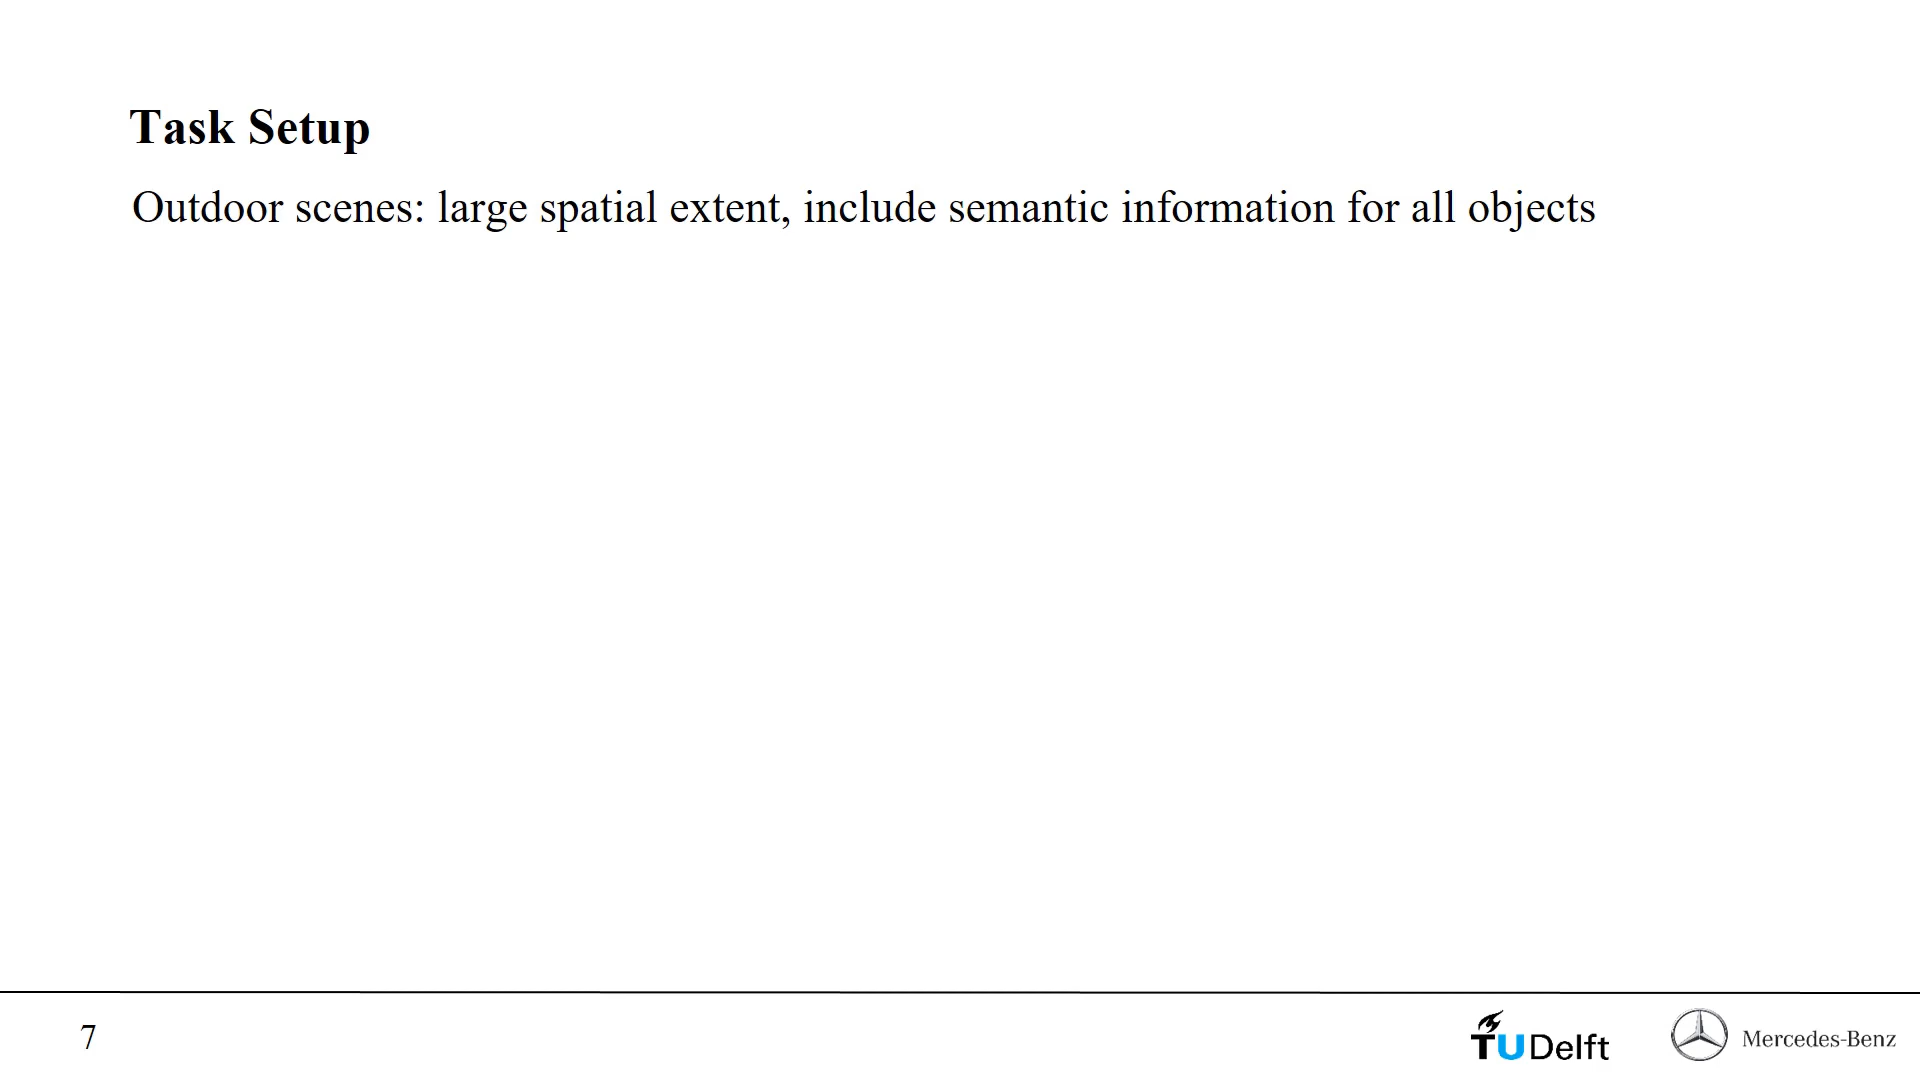 Task Setup
Outdoor scenes: large spatial extent, include semantic information for all objects
7
TUDelft
Mercedes-Benz